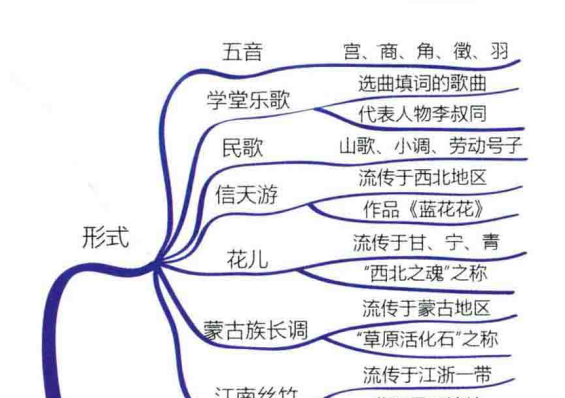 形式
五音
宫、商、角、徵、羽
学堂乐歌
选曲填词的歌曲
代表人物李叔同
民歌
山歌、小调、劳动号子
信天游
流传于西北地区
作品《蓝花花》
花儿
流传于甘、宁、青
“西北之魂”之称
蒙古族长调
流传于蒙古地区
“草原活化石”之称
江南丝竹
流传于江浙一带